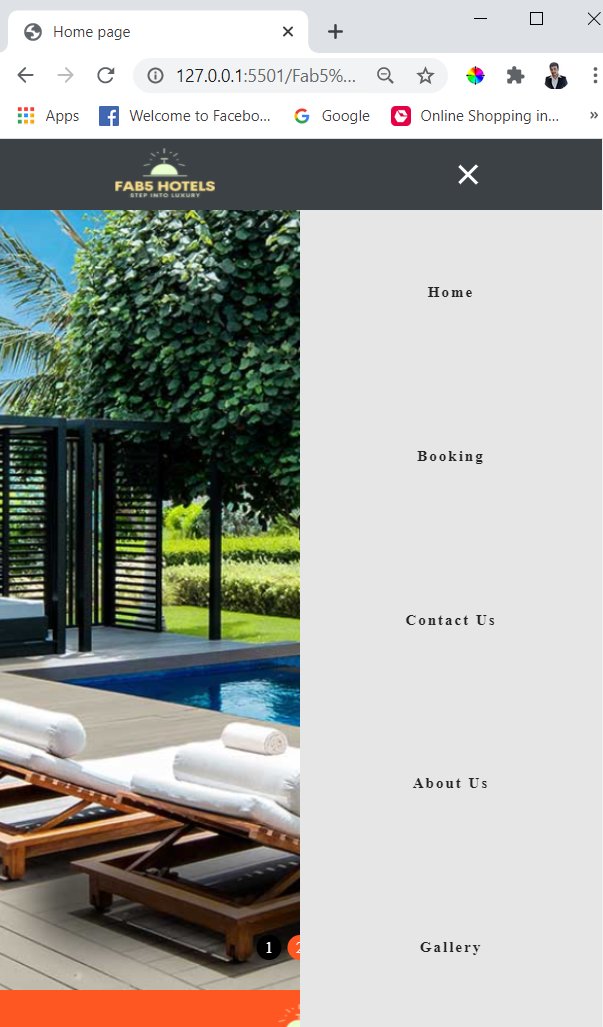 Home page
127.0.0.1:5501/Fab5%...
Apps
Welcome to Facebo...
Google
Online Shopping in...
»
FAB5 HOTELS
STEP INTO LUXURY
Home
Booking
Contact Us
About Us
Gallery
1
2